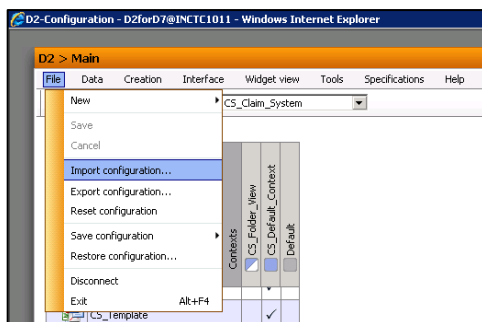 D2-Configuration - D2forD7@INCTC1011 - Windows Internet Explorer
D2 > Main
File Data Creation Interface Widget view Tools Specifications Help
New
CS_Claim_System
Save
Cancel
Import configuration...
Export configuration...
Reset configuration
Save configuration
Restore configuration...
Disconnect
Exit Alt+F4
Contexts
CS_Folder_View
CS_Default_Context
Default
CS_Template